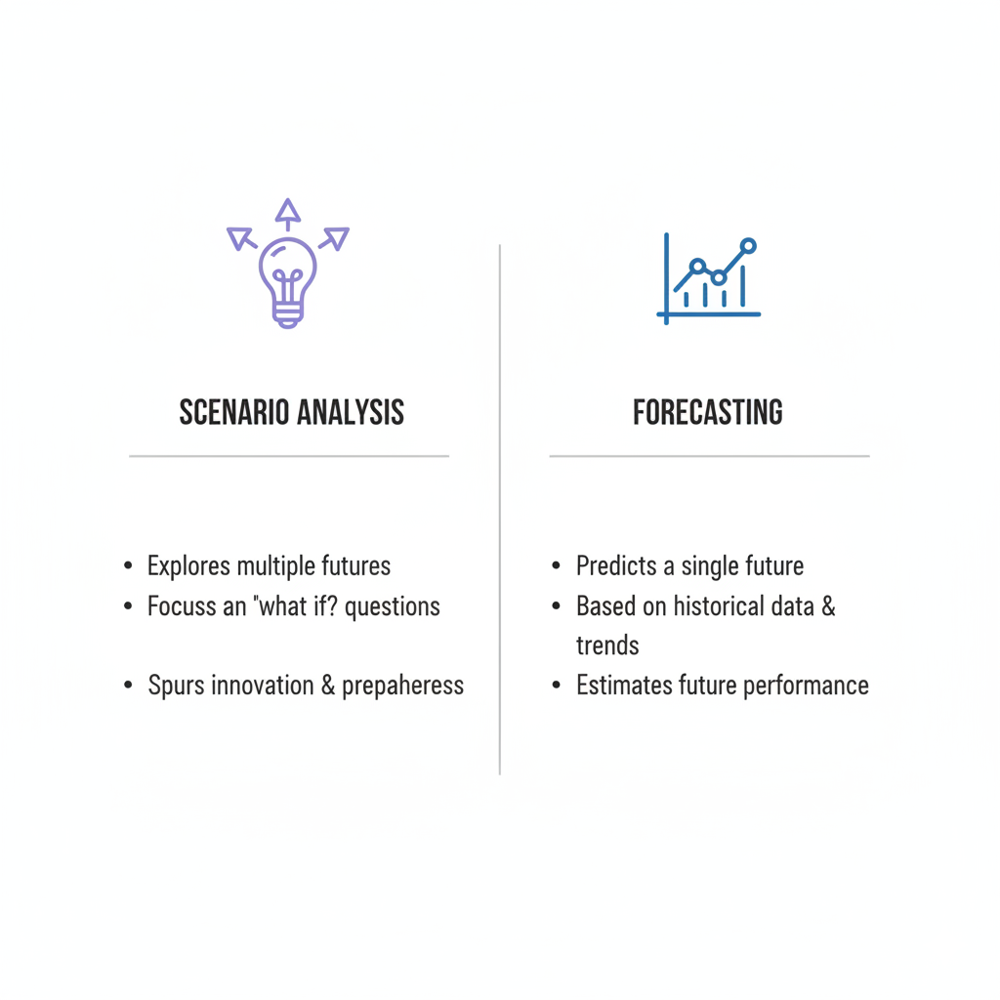 SCENARIO ANALYSIS
• Explores multiple futures
• Focuss an "what if? questions
• Spurs innovation & prepaheress
FORECASTING
• Predicts a single future
• Based on historical data &
trends
• Estimates future performance